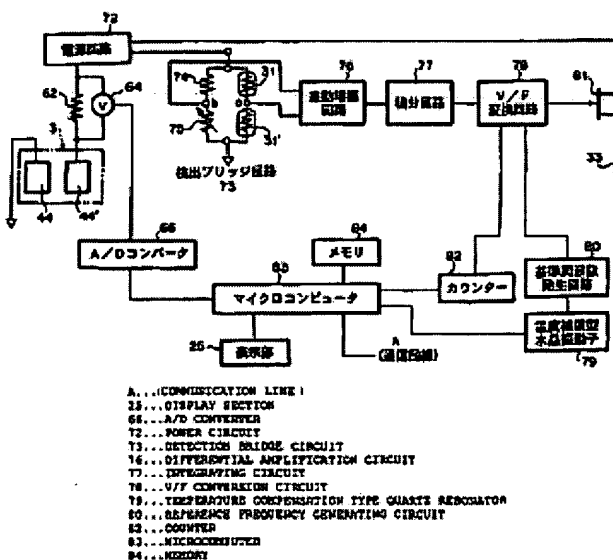 72
電源回路
62
V
64
74
b
a
31
75
31'
検出ブリッジ回路
73
76
差動増幅
回路
77
積分回路
78
V/F
変換回路
81
33
3
44
44'
66
A/Dコンバータ
84
メモリ
83
マイクロコンピュータ
82
カウンター
80
基準周波数
発生回路
温度補償型
水晶振動子
79
25
表示部
A
(通信回線)
A...(COMMUNICATION LINE)
25...DISPLAY SECTION
66...A/D CONVERTER
72...POWER CIRCUIT
73...DETECTION BRIDGE CIRCUIT
76...DIFFERENTIAL AMPLIFICATION CIRCUIT
77...INTEGRATING CIRCUIT
78...V/F CONVERSION CIRCUIT
79...TEMPERATURE COMPENSATION TYPE QUARTZ RESONATOR
80...REFERENCE FREQUENCY GENERATING CIRCUIT
82...COUNTER
83...MICROCOMPUTER
84...MEMORY